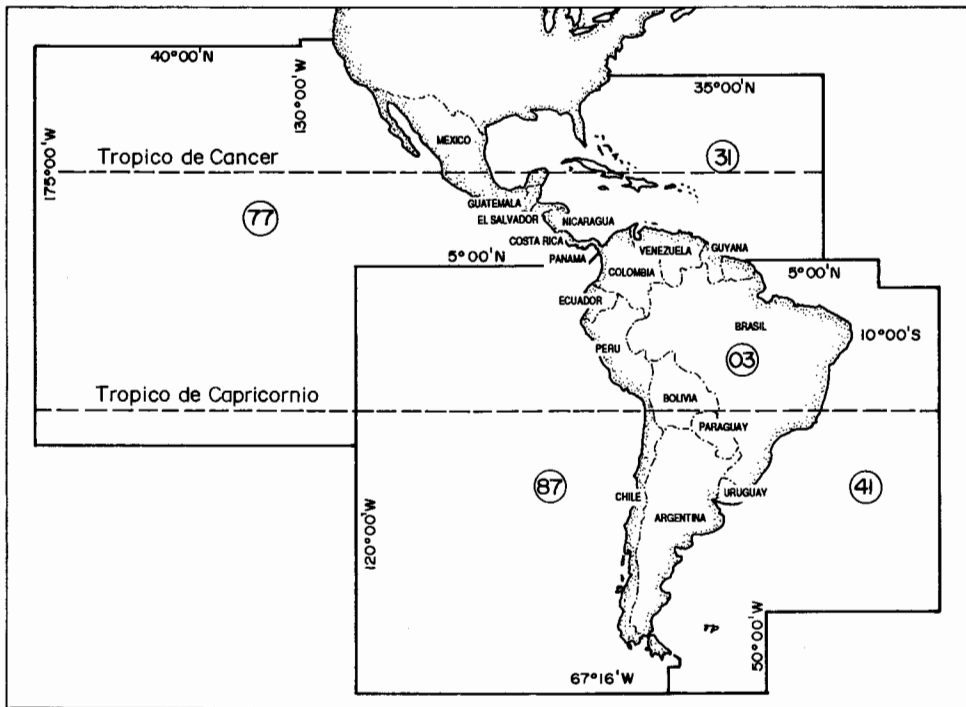 40°00'N
130°00'W
175°00'W
35°00'N
MEXICO
Tropico de Cancer
31
77
GUATEMALA
EL SALVADOR
NICARAGUA
COSTA RICA
PANAMA
VENEZUELA
GUYANA
5°00'N
COLOMBIA
5°00'N
ECUADOR
BRASIL
10°00'S
PERU
03
Tropico de Capricornio
BOLIVIA
PARAGUAY
87
CHILE
URUGUAY
41
ARGENTINA
120°00'W
50°00'W
67°16'W